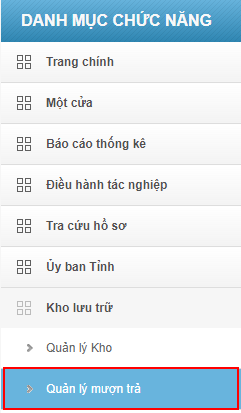 DANH MỤC CHỨC NĂNG
Trang chính
Một cửa
Báo cáo thống kê
Điều hành tác nghiệp
Tra cứu hồ sơ
Ủy ban Tỉnh
Kho lưu trữ
Quản lý Kho
Quản lý mượn trả